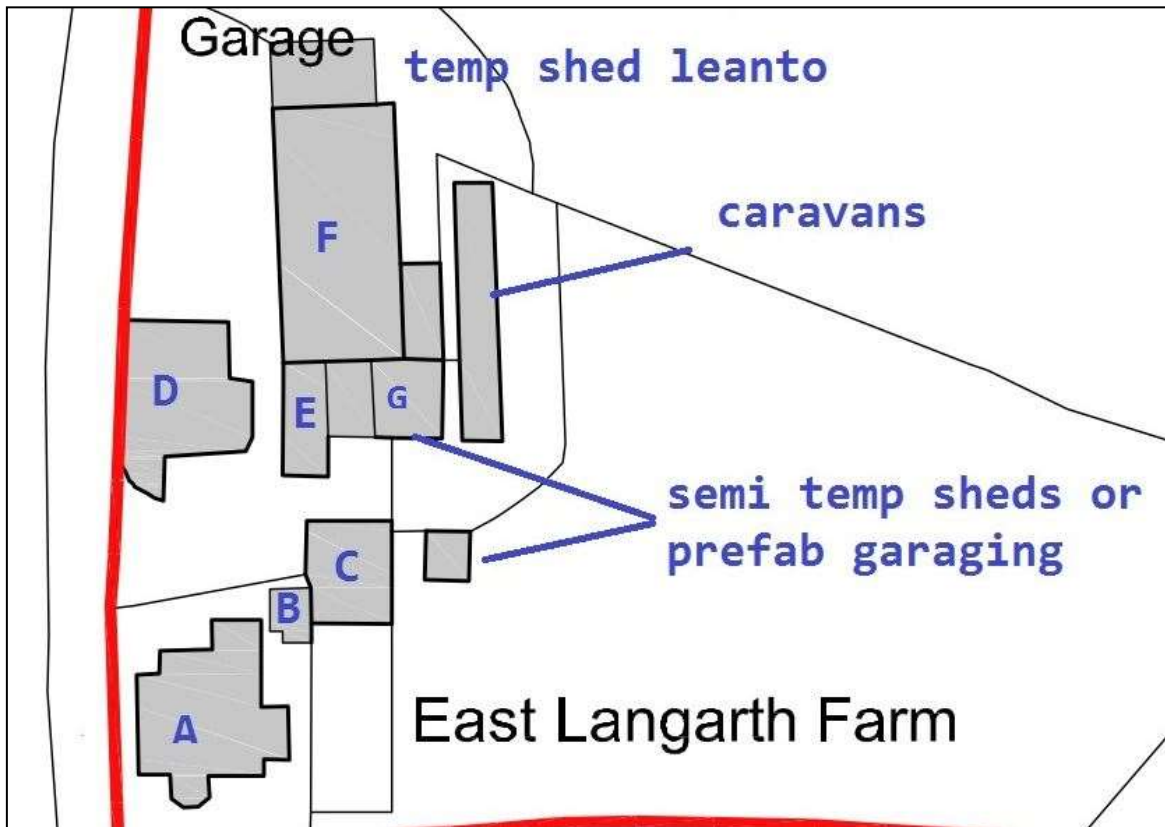 Garage
temp shed leanto
caravans
F
D
E
G
semi temp sheds or
prefab garaging
C
B
A
East Langarth Farm